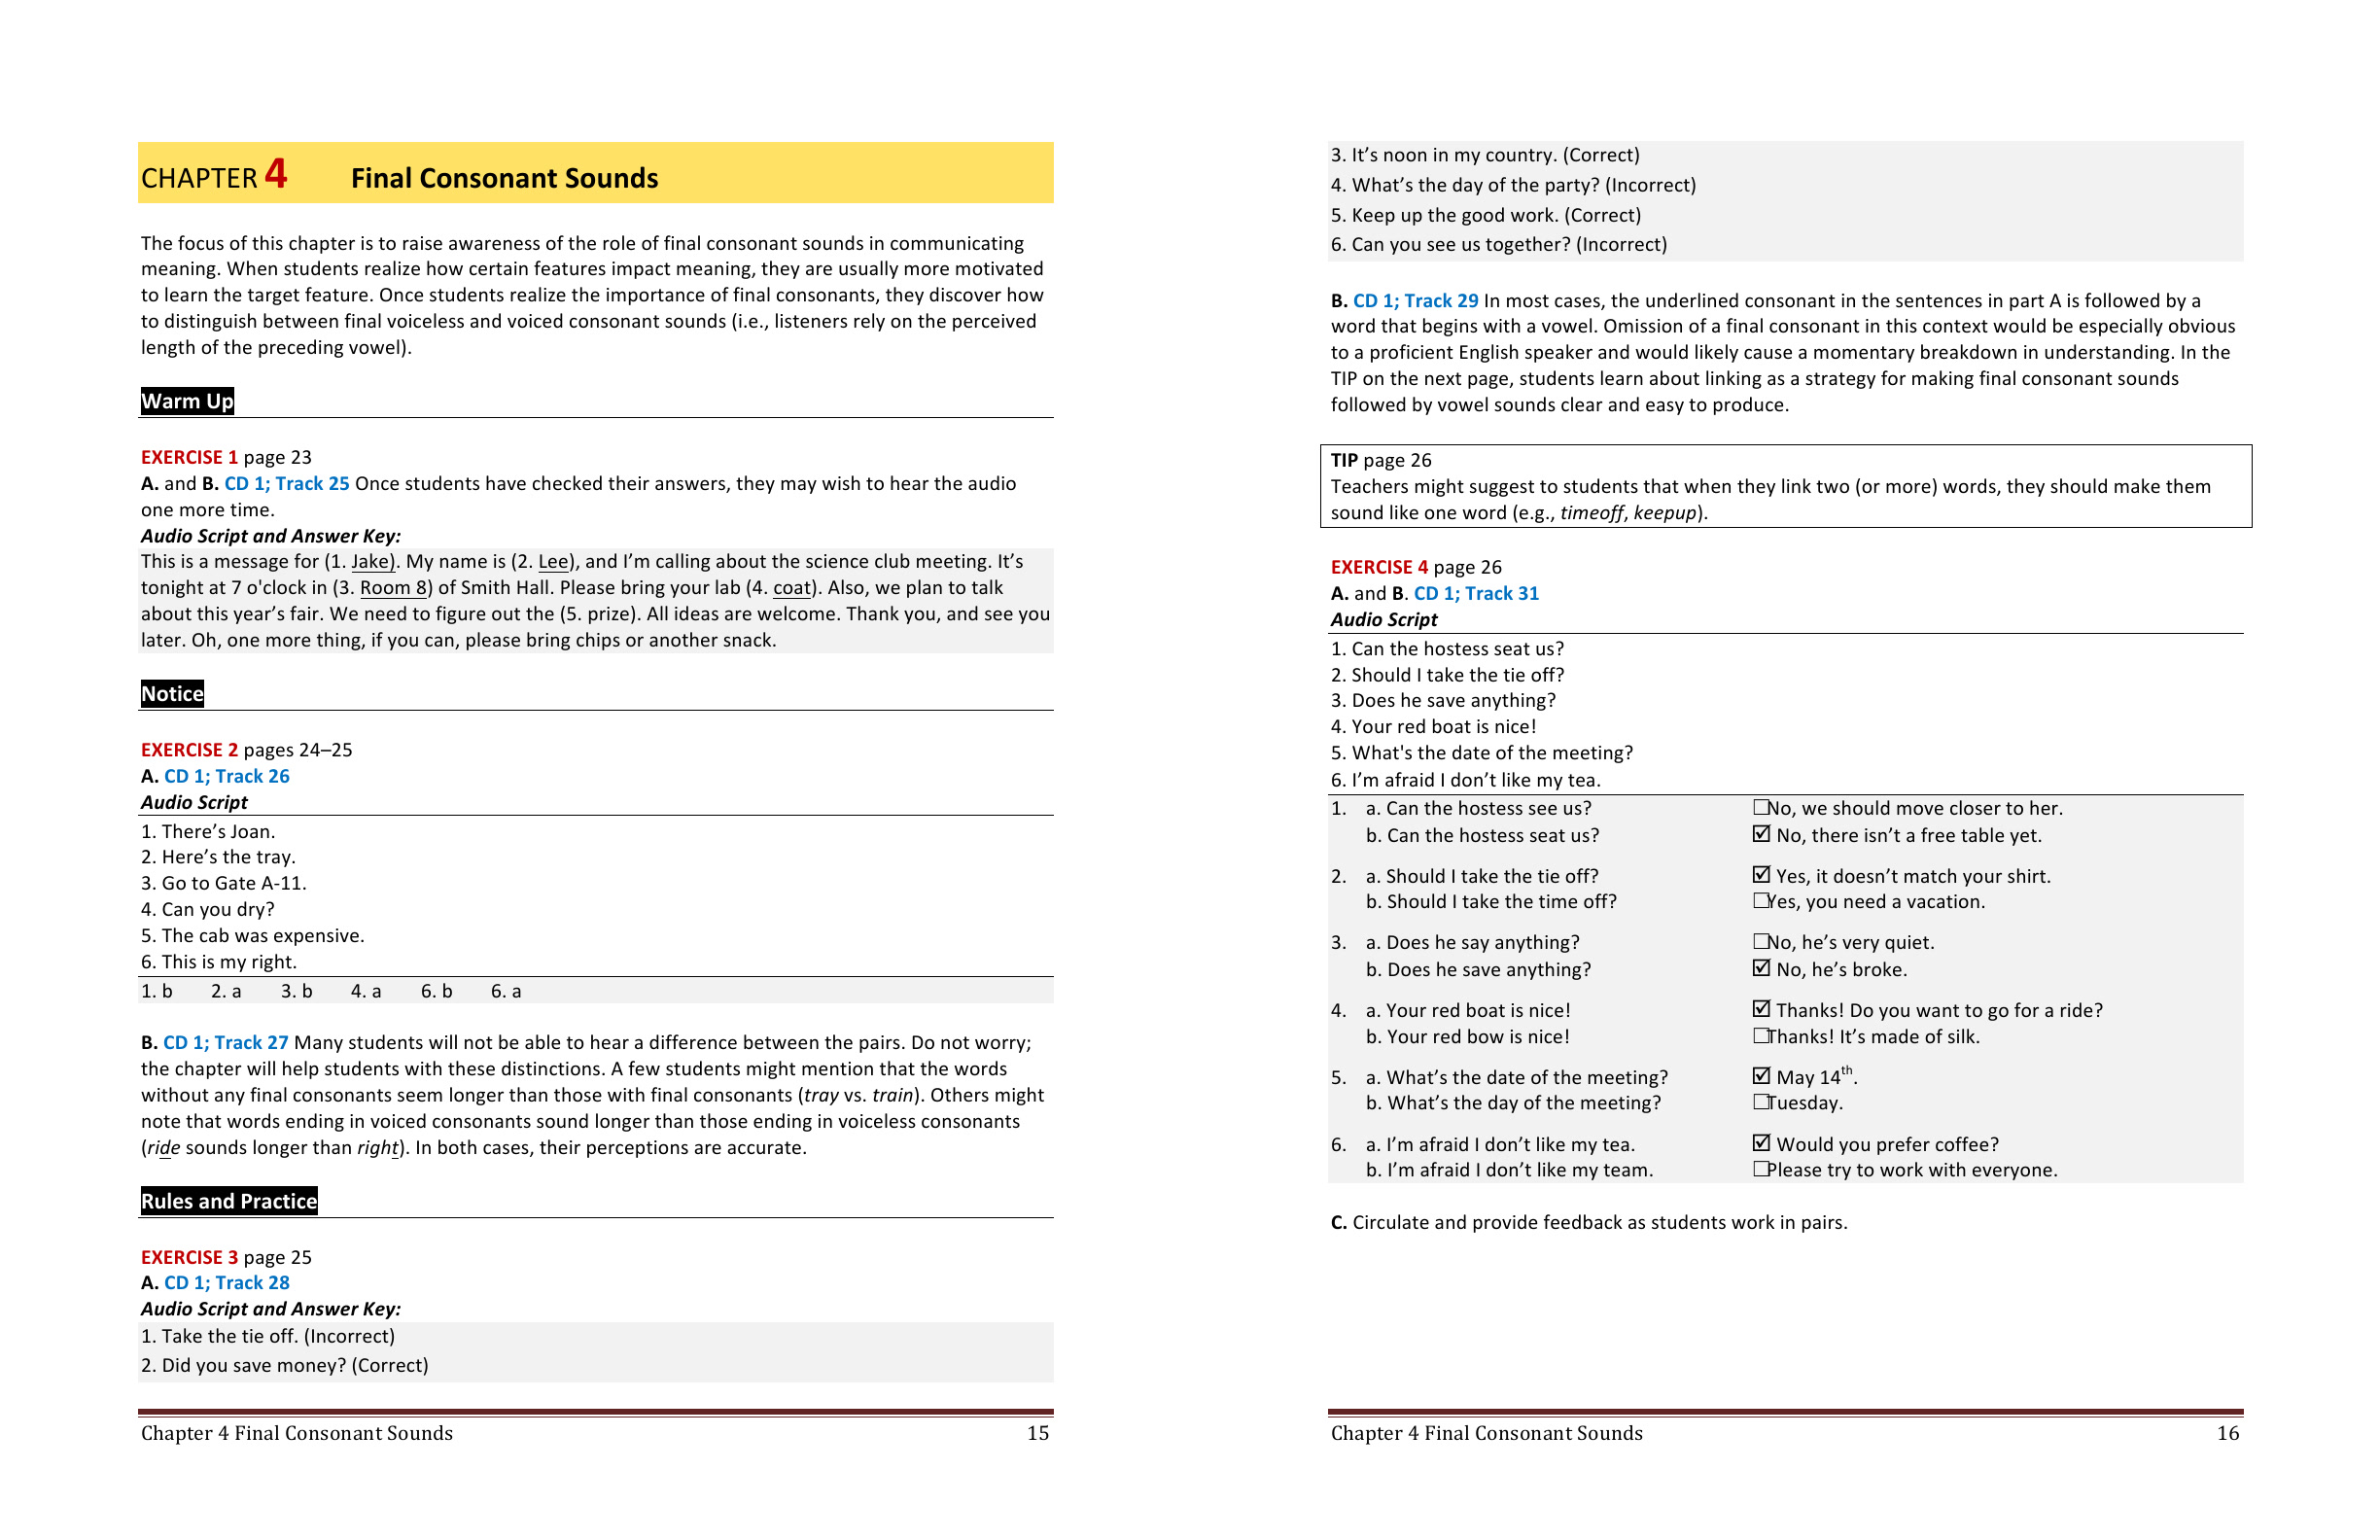 CHAPTER 4 Final Consonant Sounds
The focus of this chapter is to raise awareness of the role of final consonant sounds in communicating
meaning. When students realize how certain features impact meaning, they are usually more motivated
to learn the target feature. Once students realize the importance of final consonants, they discover how
to distinguish between final voiceless and voiced consonant sounds (i.e., listeners rely on the perceived
length of the preceding vowel).
Warm Up
EXERCISE 1 page 23
A. and B. CD 1; Track 25 Once students have checked their answers, they may wish to hear the audio
one more time.
Audio Script and Answer Key:
This is a message for (1. Jake). My name is (2. Lee), and I’m calling about the science club meeting. It’s
tonight at 7 o'clock in (3. Room 8) of Smith Hall. Please bring your lab (4. coat). Also, we plan to talk
about this year’s fair. We need to figure out the (5. prize). All ideas are welcome. Thank you, and see you
later. Oh, one more thing, if you can, please bring chips or another snack.
Notice
EXERCISE 2 pages 24–25
A. CD 1; Track 26
Audio Script
1. There’s Joan.
2. Here’s the tray.
3. Go to Gate A-11.
4. Can you dry?
5. The cab was expensive.
6. This is my right.
1. b 2. a 3. b 4. a 6. b 6. a
B. CD 1; Track 27 Many students will not be able to hear a difference between the pairs. Do not worry;
the chapter will help students with these distinctions. A few students might mention that the words
without any final consonants seem longer than those with final consonants (tray vs. train). Others might
note that words ending in voiced consonants sound longer than those ending in voiceless consonants
(ride sounds longer than right). In both cases, their perceptions are accurate.
Rules and Practice
EXERCISE 3 page 25
A. CD 1; Track 28
Audio Script and Answer Key:
1. Take the tie off. (Incorrect)
2. Did you save money? (Correct)
Chapter 4 Final Consonant Sounds 15
3. It’s noon in my country. (Correct)
4. What’s the day of the party? (Incorrect)
5. Keep up the good work. (Correct)
6. Can you see us together? (Incorrect)
B. CD 1; Track 29 In most cases, the underlined consonant in the sentences in part A is followed by a
word that begins with a vowel. Omission of a final consonant in this context would be especially obvious
to a proficient English speaker and would likely cause a momentary breakdown in understanding. In the
TIP on the next page, students learn about linking as a strategy for making final consonant sounds
followed by vowel sounds clear and easy to produce.
TIP page 26
Teachers might suggest to students that when they link two (or more) words, they should make them
sound like one word (e.g., timeoff, keepup).
EXERCISE 4 page 26
A. and B. CD 1; Track 31
Audio Script
1. Can the hostess seat us?
2. Should I take the tie off?
3. Does he save anything?
4. Your red boat is nice!
5. What's the date of the meeting?
6. I’m afraid I don’t like my tea.
1. a. Can the hostess see us? ☐No, we should move closer to her.
b. Can the hostess seat us? ☑ No, there isn’t a free table yet.
2. a. Should I take the tie off? ☑ Yes, it doesn’t match your shirt.
b. Should I take the time off? ☐Yes, you need a vacation.
3. a. Does he say anything? ☐No, he’s very quiet.
b. Does he save anything? ☑ No, he’s broke.
4. a. Your red boat is nice! ☑ Thanks! Do you want to go for a ride?
b. Your red bow is nice! ☐Thanks! It’s made of silk.
5. a. What’s the date of the meeting? ☑ May 14th.
b. What’s the day of the meeting? ☐Tuesday.
6. a. I’m afraid I don’t like my tea. ☑ Would you prefer coffee?
b. I’m afraid I don’t like my team. ☐Please try to work with everyone.
C. Circulate and provide feedback as students work in pairs.
Chapter 4 Final Consonant Sounds 16